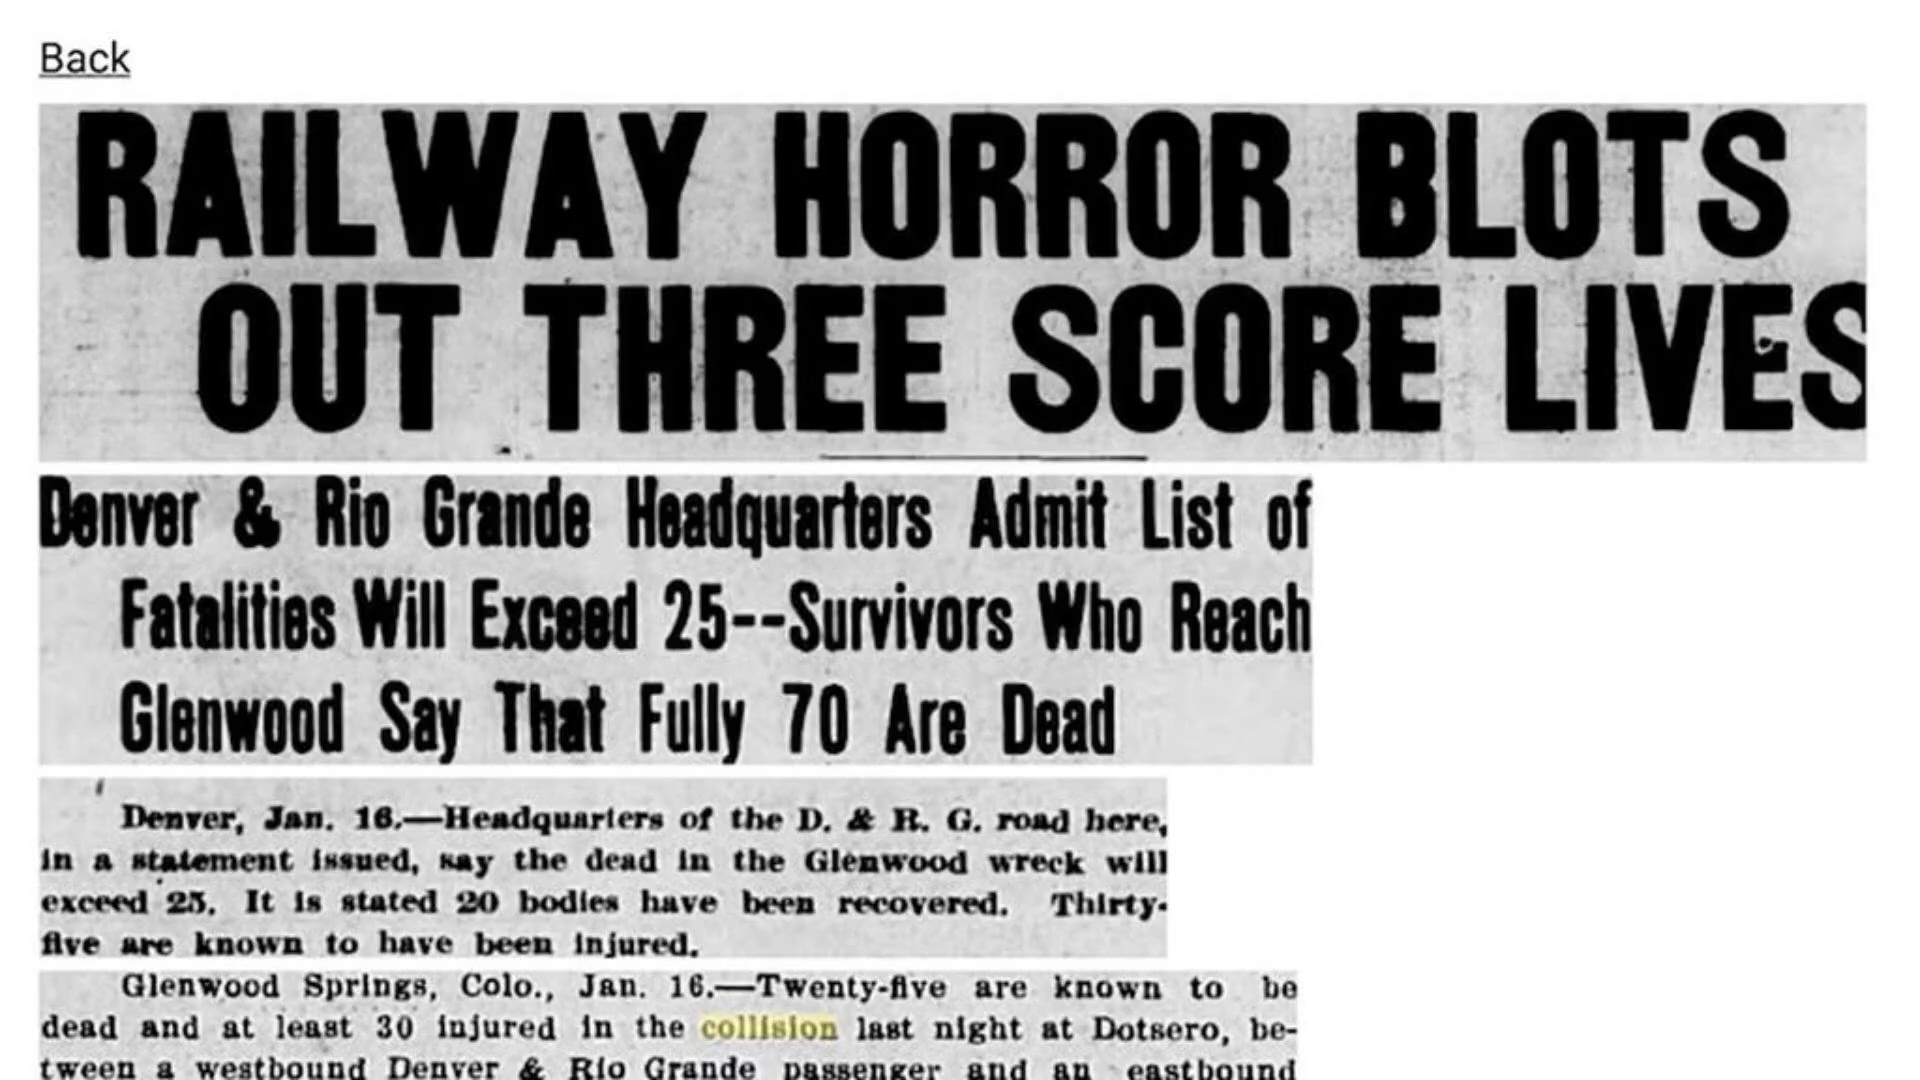 Back
RAILWAY HORROR BLOTS
OUT THREE SCORE LIVES
Denver & Rio Grande Headquarters Admit List of
Fatalities Will Exceed 25--Survivors Who Reach
Glenwood Say That Fully 70 Are Dead
Denver, Jan. 16.—Headquarters of the D. & R. G. road here,
in a statement issued, say the dead in the Glenwood wreck will
exceed 25. It is stated 20 bodies have been recovered. Thirty-
five are known to have been injured.
Glenwood Springs, Colo., Jan. 16.—Twenty-five are known to be
dead and at least 30 injured in the collision last night at Dotsero, be-
tween a westbound Denver & Rio Grande passenger and an eastbound